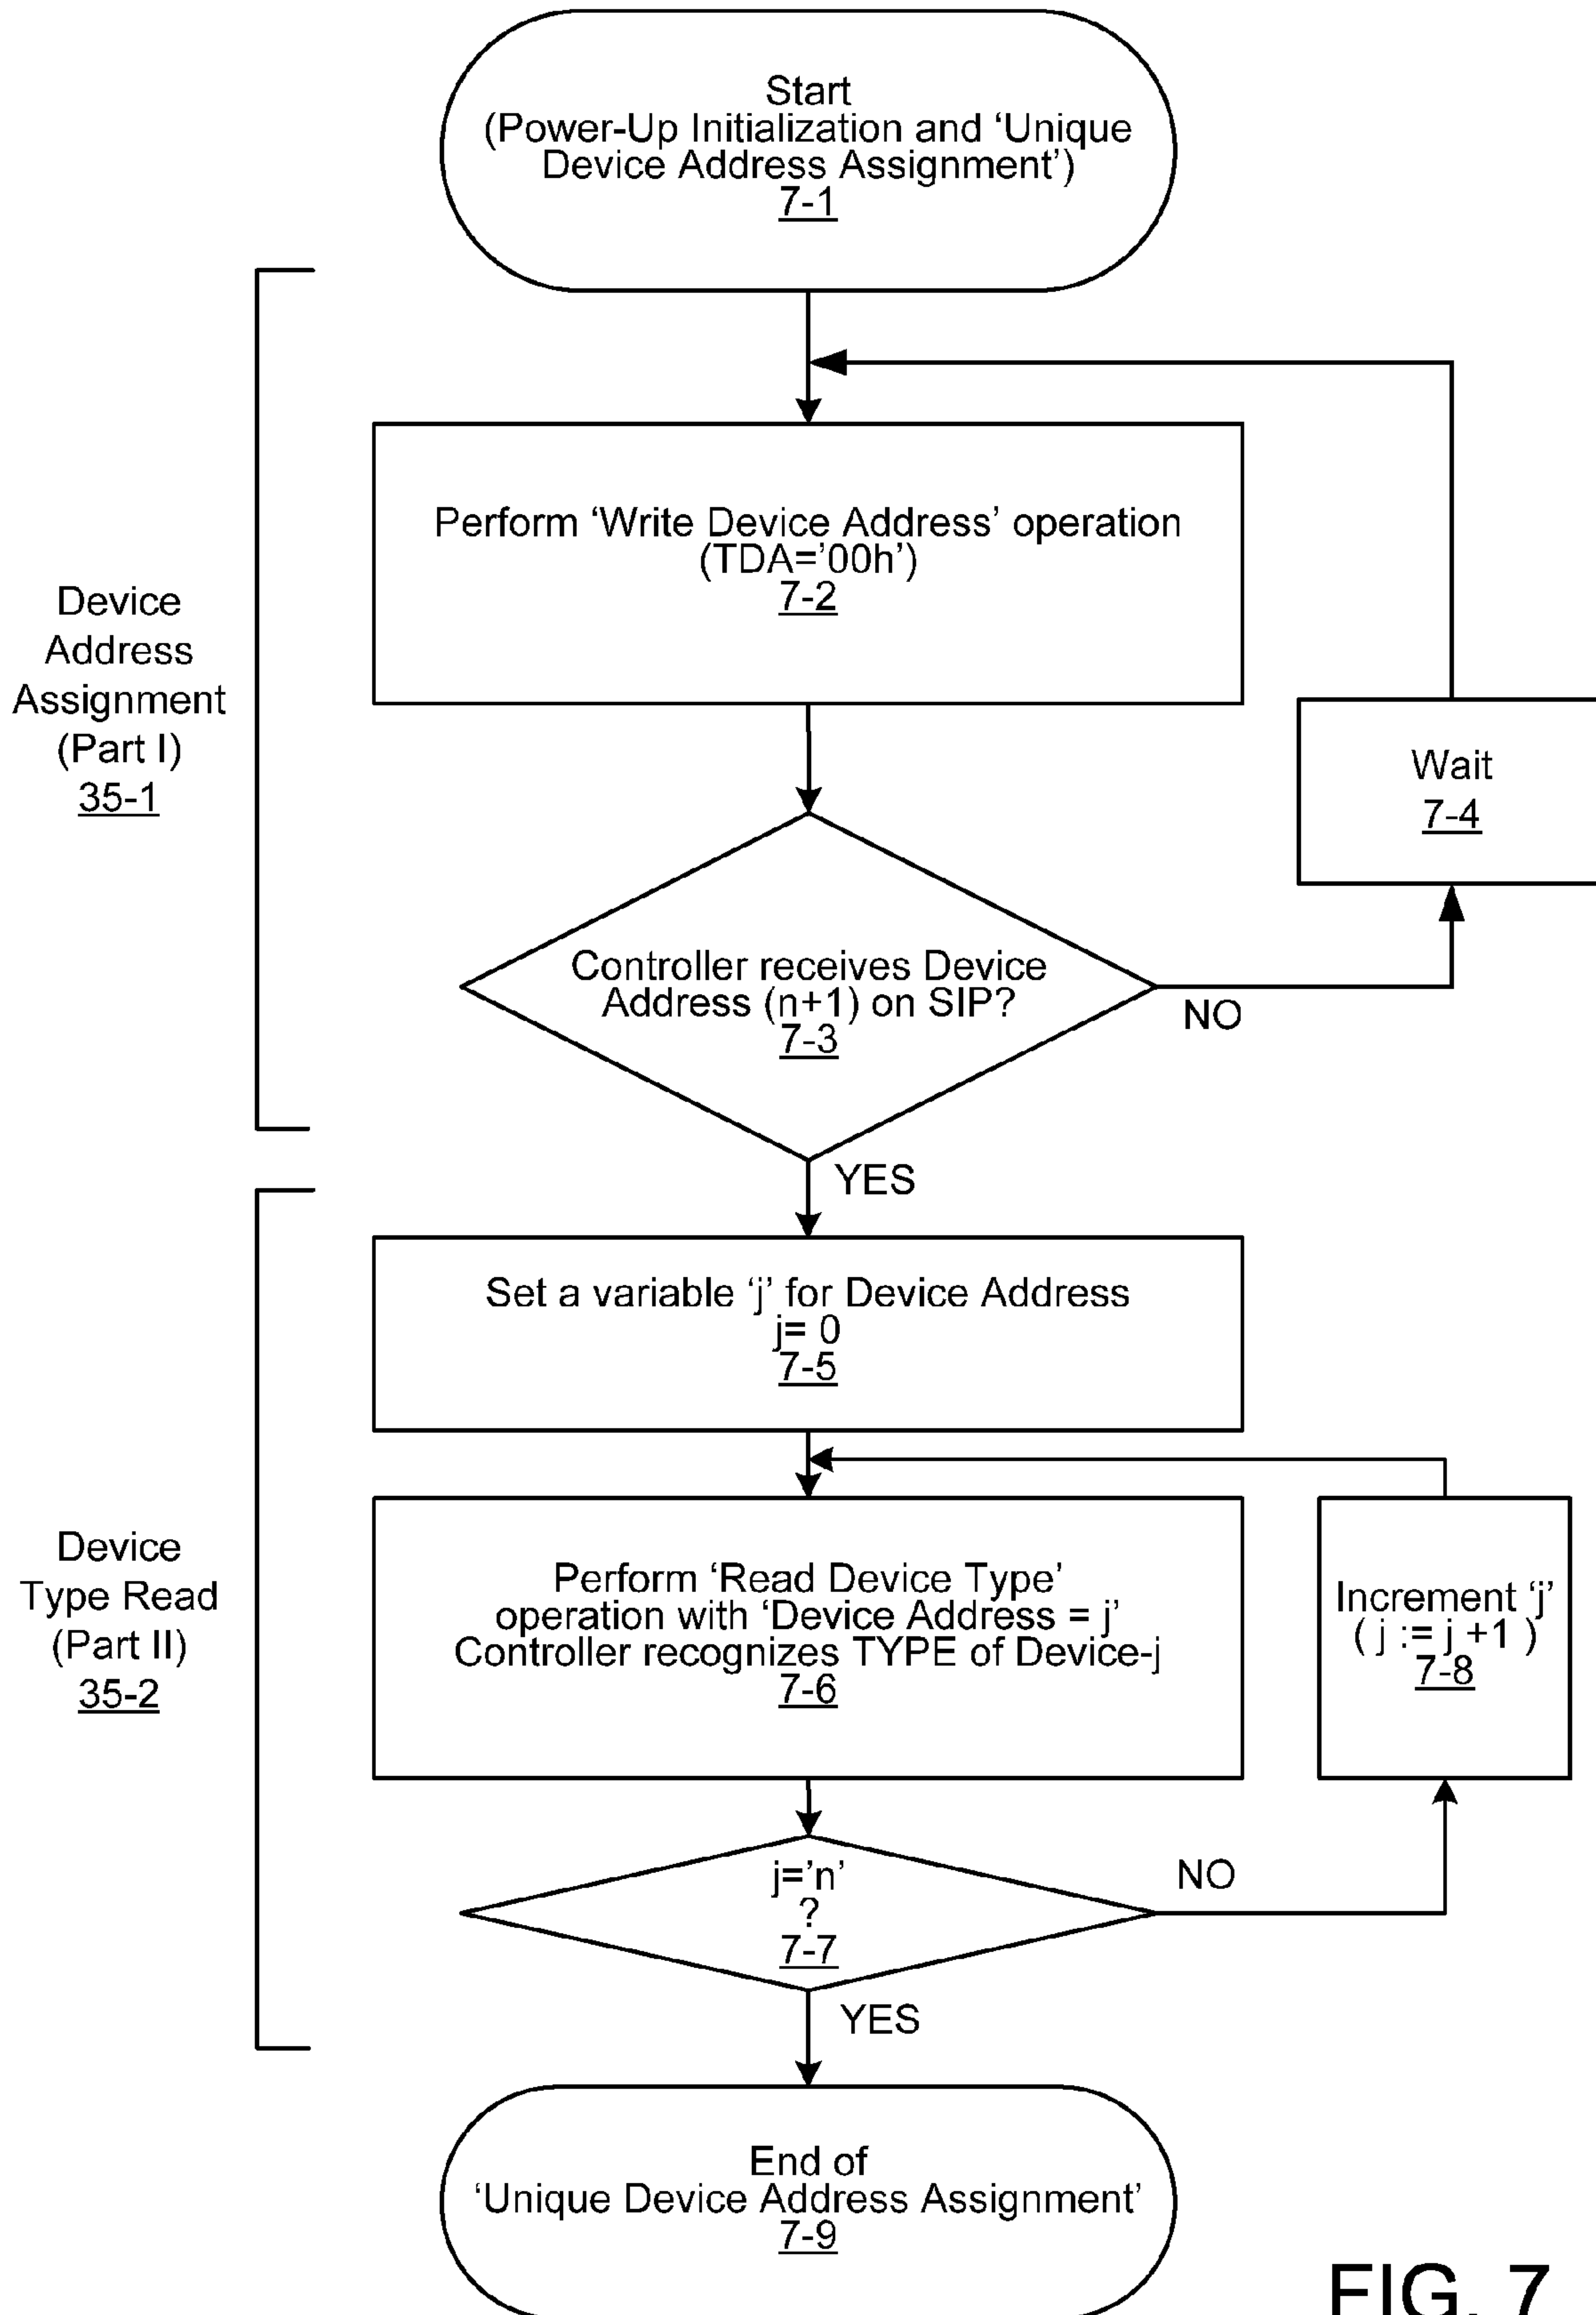 Start
(Power-Up Initialization and ‘Unique
Device Address Assignment’)
7-1
Perform ‘Write Device Address’ operation
(TDA=’00h’)
7-2
Device
Address
Assignment
(Part I)
35-1
Wait
7-4
Controller receives Device
Address (n+1) on SIP?
7-3
NO
YES
Set a variable ‘j’ for Device Address
j= 0
7-5
Perform ‘Read Device Type’
operation with ‘Device Address = j’
Controller recognizes TYPE of Device-j
7-6
Device
Type Read
(Part II)
35-2
Increment ‘j’
( j := j +1 )
7-8
j=’n’
?
7-7
NO
YES
End of
‘Unique Device Address Assignment’
7-9
FIG. 7